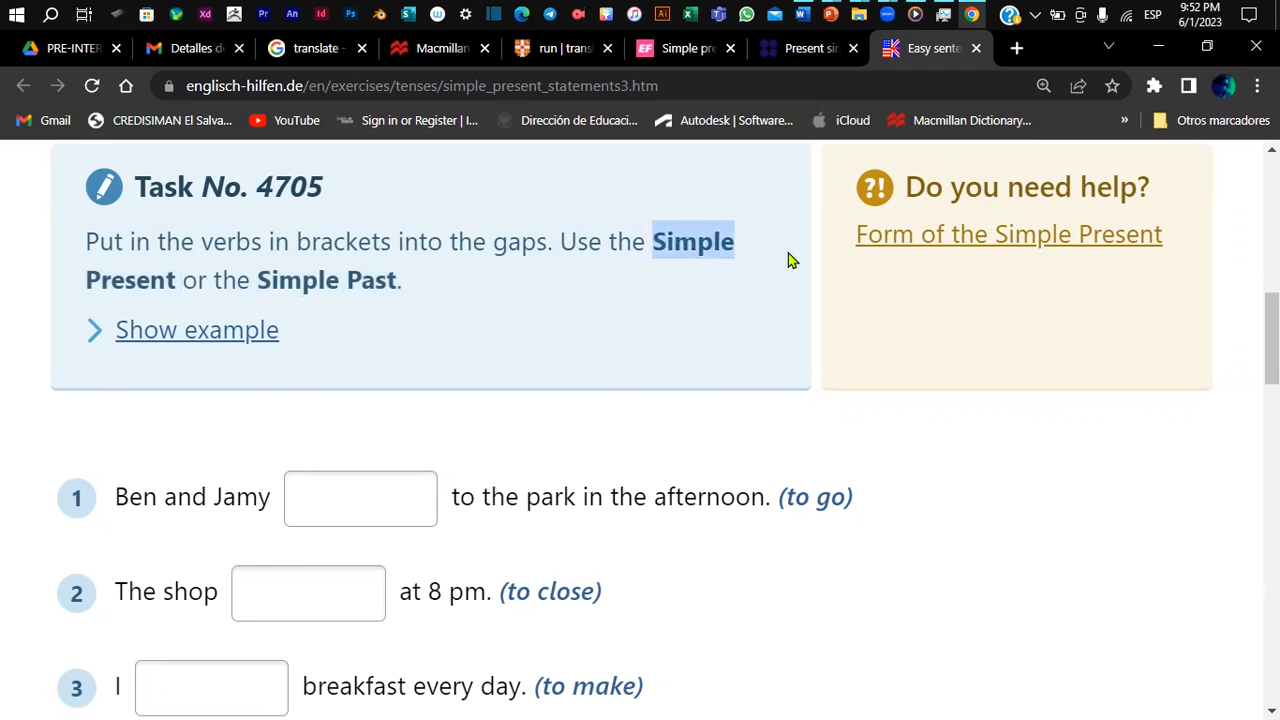 ESP
9:52 PM
6/1/2023
PRE-INTER
Detalles d
translate -
Macmillan
run | trans
Simple pre
Present sin
Easy sente
englisch-hilfen.de/en/exercises/tenses/simple_present_statements3.htm
Gmail
CREDISIMAN El Salva...
YouTube
Sign in or Register | I...
Dirección de Educaci...
Autodesk | Software...
iCloud
Macmillan Dictionary...
»
Otros marcadores
Task No. 4705
Put in the verbs in brackets into the gaps. Use the Simple
Present or the Simple Past.
Show example
?! Do you need help?
Form of the Simple Present
1 Ben and Jamy to the park in the afternoon. (to go)
2 The shop at 8 pm. (to close)
3 I breakfast every day. (to make)